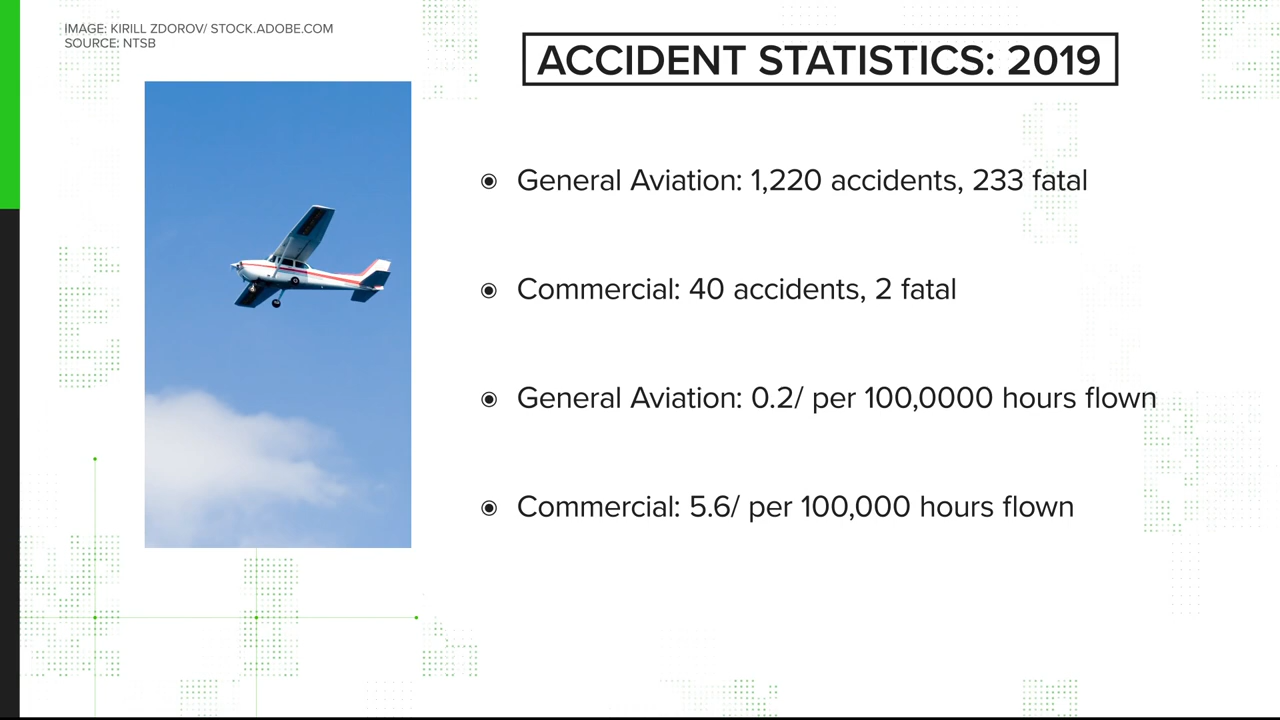 IMAGE: KIRILL ZDOROV/ STOCK.ADOBE.COM
SOURCE: NTSB
ACCIDENT STATISTICS: 2019
General Aviation: 1,220 accidents, 233 fatal
Commercial: 40 accidents, 2 fatal
General Aviation: 0.2/ per 100,0000 hours flown
Commercial: 5.6/ per 100,000 hours flown